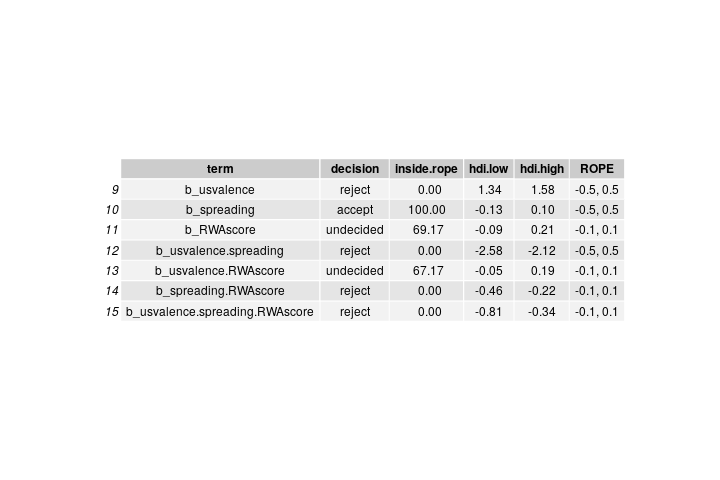 term decision inside.rope hdi.low hdi.high ROPE
9 b_usvalence reject 0.00 1.34 1.58 -0.5, 0.5
10 b_spreading accept 100.00 -0.13 0.10 -0.5, 0.5
11 b_RWAscore undecided 69.17 -0.09 0.21 -0.1, 0.1
12 b_usvalence.spreading reject 0.00 -2.58 -2.12 -0.5, 0.5
13 b_usvalence.RWAscore undecided 67.17 -0.05 0.19 -0.1, 0.1
14 b_spreading.RWAscore reject 0.00 -0.46 -0.22 -0.1, 0.1
15 b_usvalence.spreading.RWAscore reject 0.00 -0.81 -0.34 -0.1, 0.1